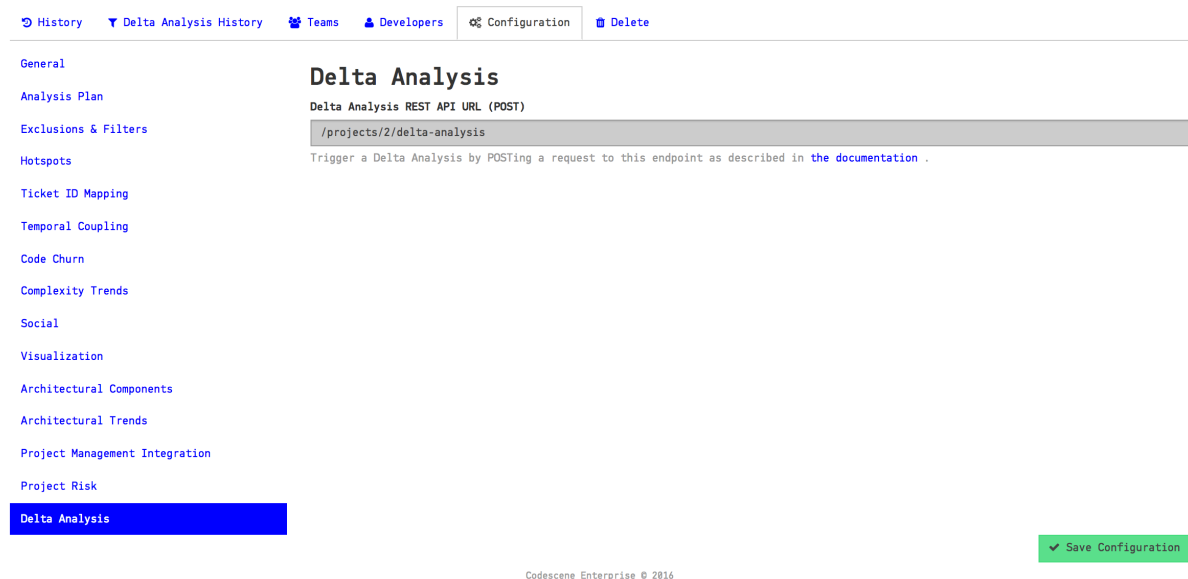 History Delta Analysis History Teams Developers Configuration Delete
General
Analysis Plan
Exclusions & Filters
Hotspots
Ticket ID Mapping
Temporal Coupling
Code Churn
Complexity Trends
Social
Visualization
Architectural Components
Architectural Trends
Project Management Integration
Project Risk
Delta Analysis
Delta Analysis
Delta Analysis REST API URL (POST)
/projects/2/delta-analysis
Trigger a Delta Analysis by POSTing a request to this endpoint as described in the documentation .
Save Configuration
Codescene Enterprise © 2016